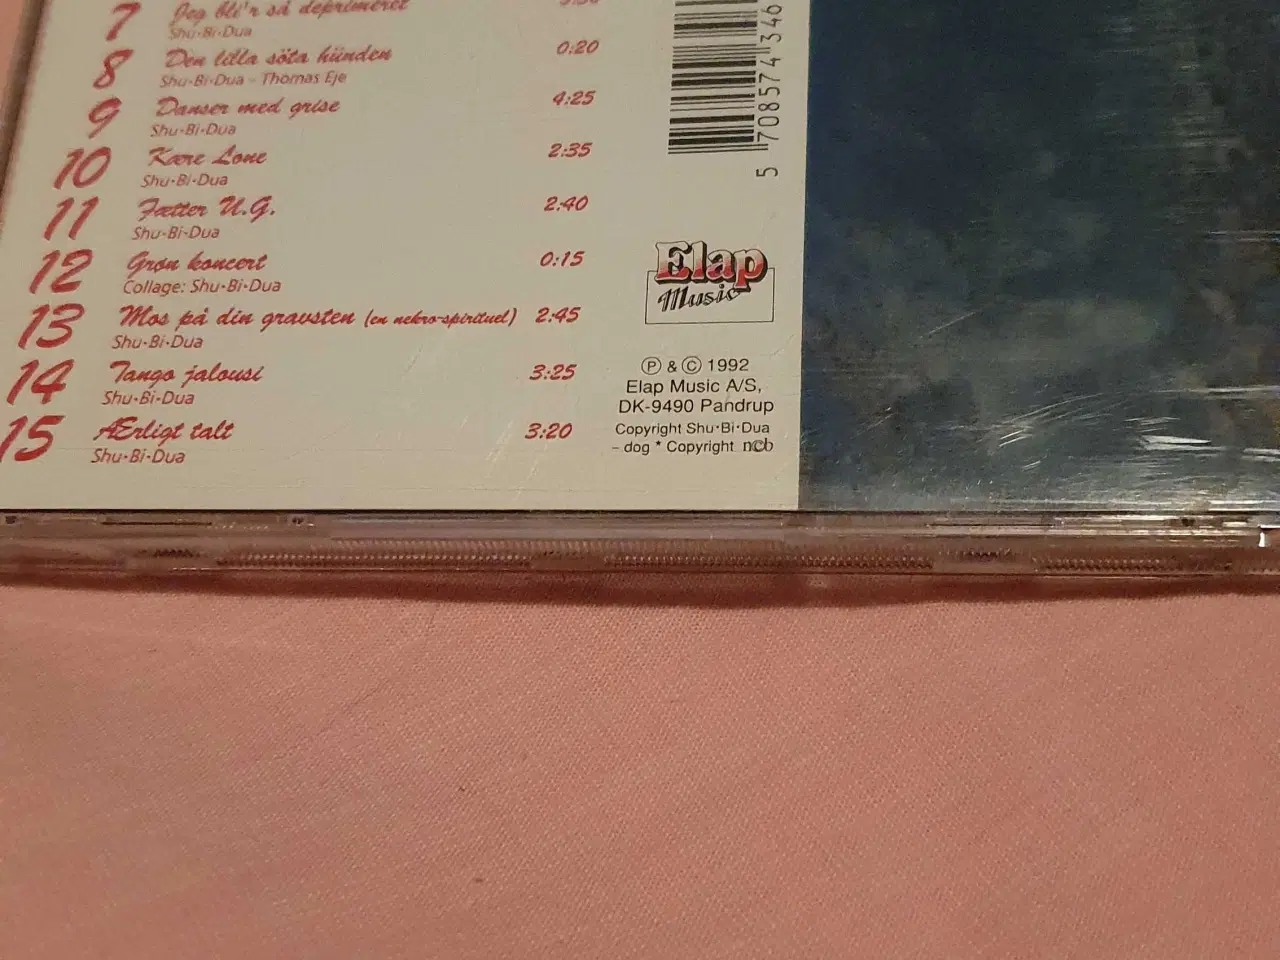 7 Jeg bli'r så deprimeret
Shu·Bi·Dua
8 Den lilla söta hünden 0:20
Shu·Bi·Dua – Thomas Eje
9 Danser med grise 4:25
Shu·Bi·Dua
10 Kære Lone 2:35
Shu·Bi·Dua
11 Fætter U.G. 2:40
Shu·Bi·Dua
12 Grøn koncert 0:15
Collage: Shu·Bi·Dua
13 Mos på din gravsten (en nekro-spirituel) 2:45
Shu·Bi·Dua
14 Tango jalousi 3:25
Shu·Bi·Dua
15 Ærligt talt 3:20
Shu·Bi·Dua
5 708574 346
Elap
Music
Ⓟ & © 1992
Elap Music A/S,
DK-9490 Pandrup
Copyright Shu·Bi·Dua
– dog * Copyright ncb